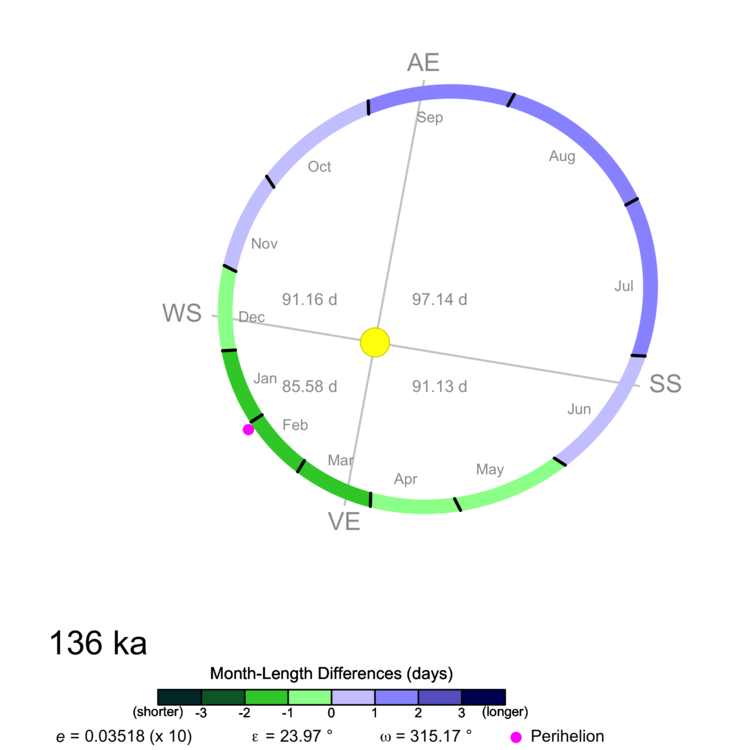 AE
Sep
Aug
Oct
Nov
Jul
91.16 d
97.14 d
WS
Dec
Jan
85.58 d
91.13 d
SS
Jun
Feb
Mar
May
Apr
VE
136 ka
Month-Length Differences (days)
(shorter) -3 -2 -1 0 1 2 3 (longer)
e = 0.03518 (x 10) ε = 23.97 ° ω = 315.17 ° Perihelion